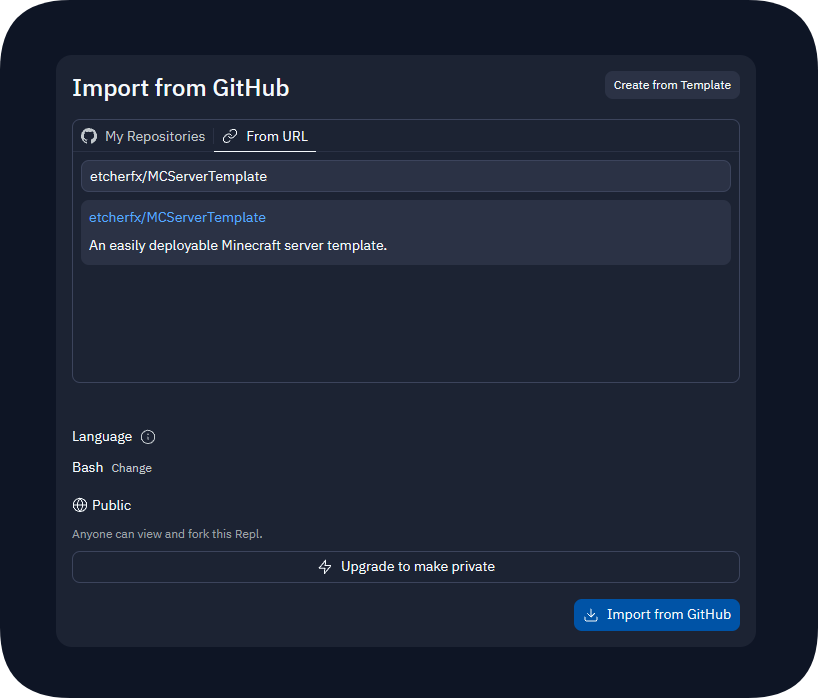 Import from GitHub
Create from Template
My Repositories
From URL
etcherfx/MCServerTemplate
etcherfx/MCServerTemplate
An easily deployable Minecraft server template.
Language
Bash Change
Public
Anyone can view and fork this Repl.
Upgrade to make private
Import from GitHub